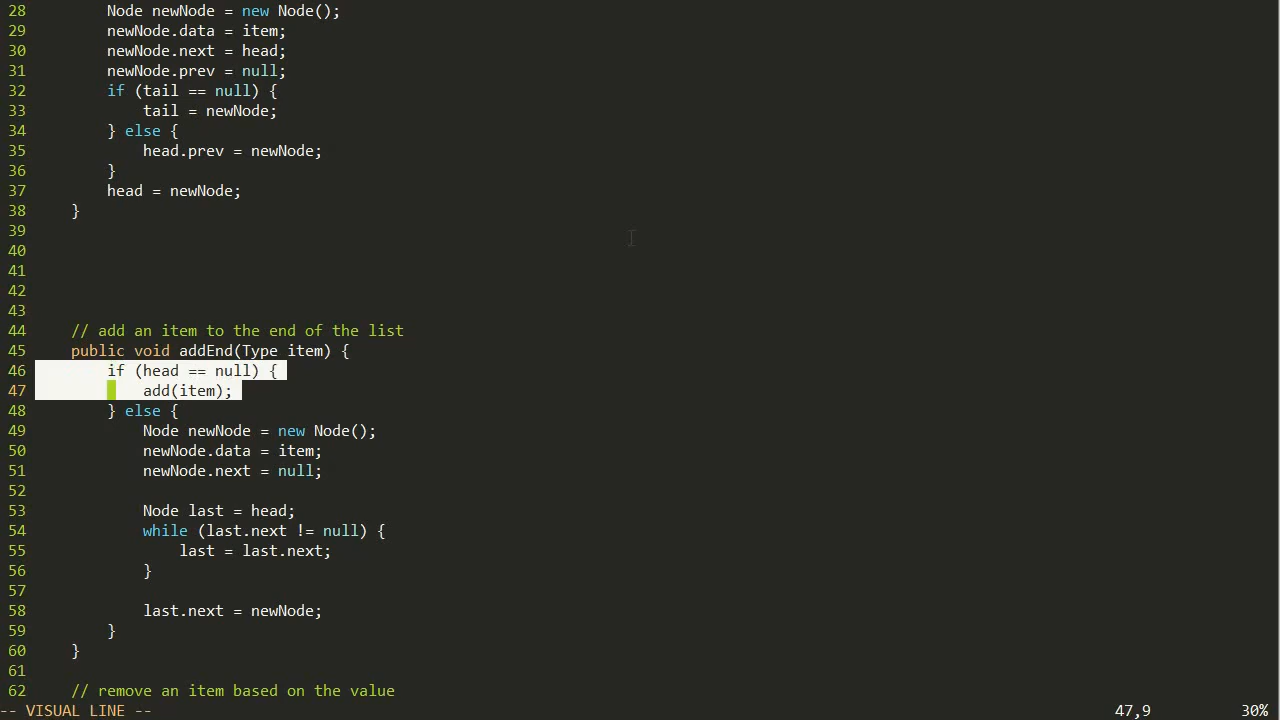 28         Node newNode = new Node();
29         newNode.data = item;
30         newNode.next = head;
31         newNode.prev = null;
32         if (tail == null) {
33             tail = newNode;
34         } else {
35             head.prev = newNode;
36         }
37         head = newNode;
38     }
39
40
41
42
43
44     // add an item to the end of the list
45     public void addEnd(Type item) {
46         if (head == null) {
47             add(item);
48         } else {
49             Node newNode = new Node();
50             newNode.data = item;
51             newNode.next = null;
52
53             Node last = head;
54             while (last.next != null) {
55                 last = last.next;
56             }
57
58             last.next = newNode;
59         }
60     }
61
62     // remove an item based on the value
-- VISUAL LINE -- 47,9 30%